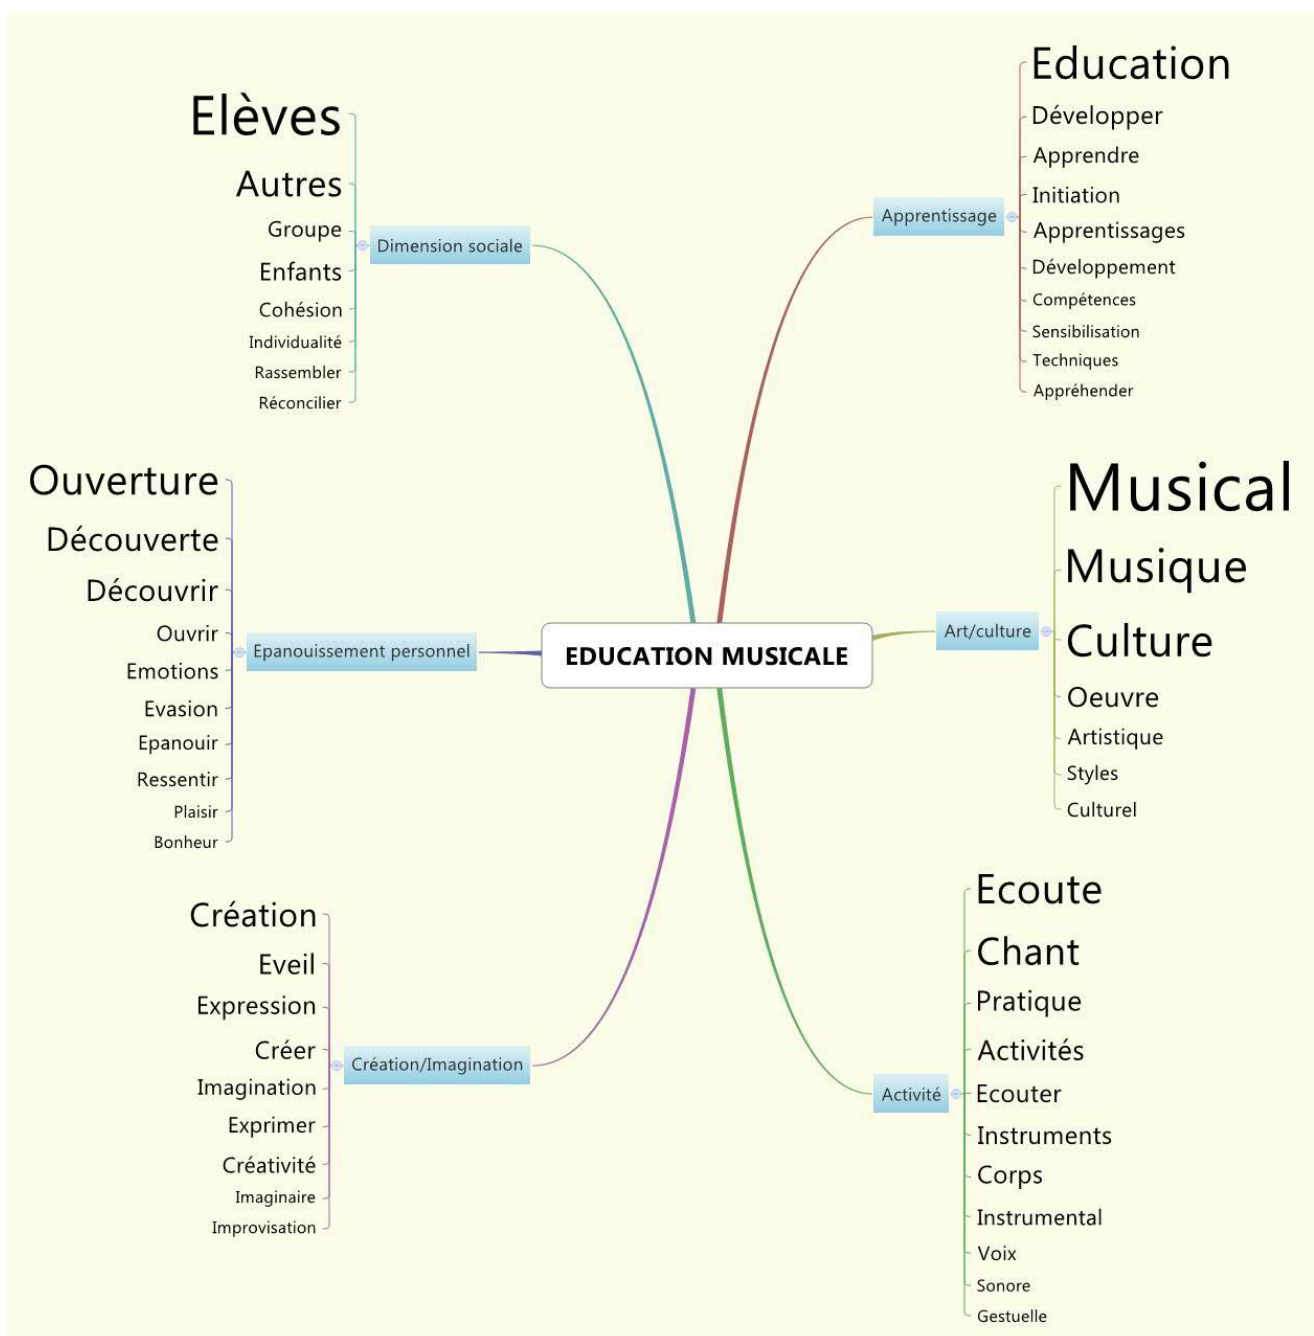 EDUCATION MUSICALE
Dimension sociale
Elèves
Autres
Groupe
Enfants
Cohésion
Individualité
Rassembler
Réconcilier
Epanouissement personnel
Ouverture
Découverte
Découvrir
Ouvrir
Emotions
Evasion
Epanouir
Ressentir
Plaisir
Bonheur
Création/Imagination
Création
Eveil
Expression
Créer
Imagination
Exprimer
Créativité
Imaginaire
Improvisation
Apprentissage
Education
Développer
Apprendre
Initiation
Apprentissages
Développement
Compétences
Sensibilisation
Techniques
Appréhender
Art/culture
Musical
Musique
Culture
Oeuvre
Artistique
Styles
Culturel
Activité
Ecoute
Chant
Pratique
Activités
Ecouter
Instruments
Corps
Instrumental
Voix
Sonore
Gestuelle